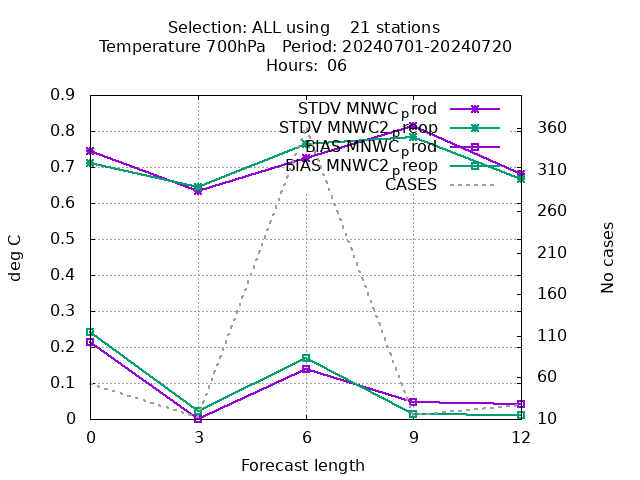 Selection: ALL using 21 stations
Temperature 700hPa Period: 20240701-20240720
Hours: 06
STDV MNWC_prod
STDV MNWC2_preop
BIAS MNWC_prod
BIAS MNWC2_preop
CASES
0.9
0.8
0.7
0.6
0.5
0.4
0.3
0.2
0.1
0
deg C
360
310
260
210
160
110
60
10
No cases
0 3 6 9 12
Forecast length